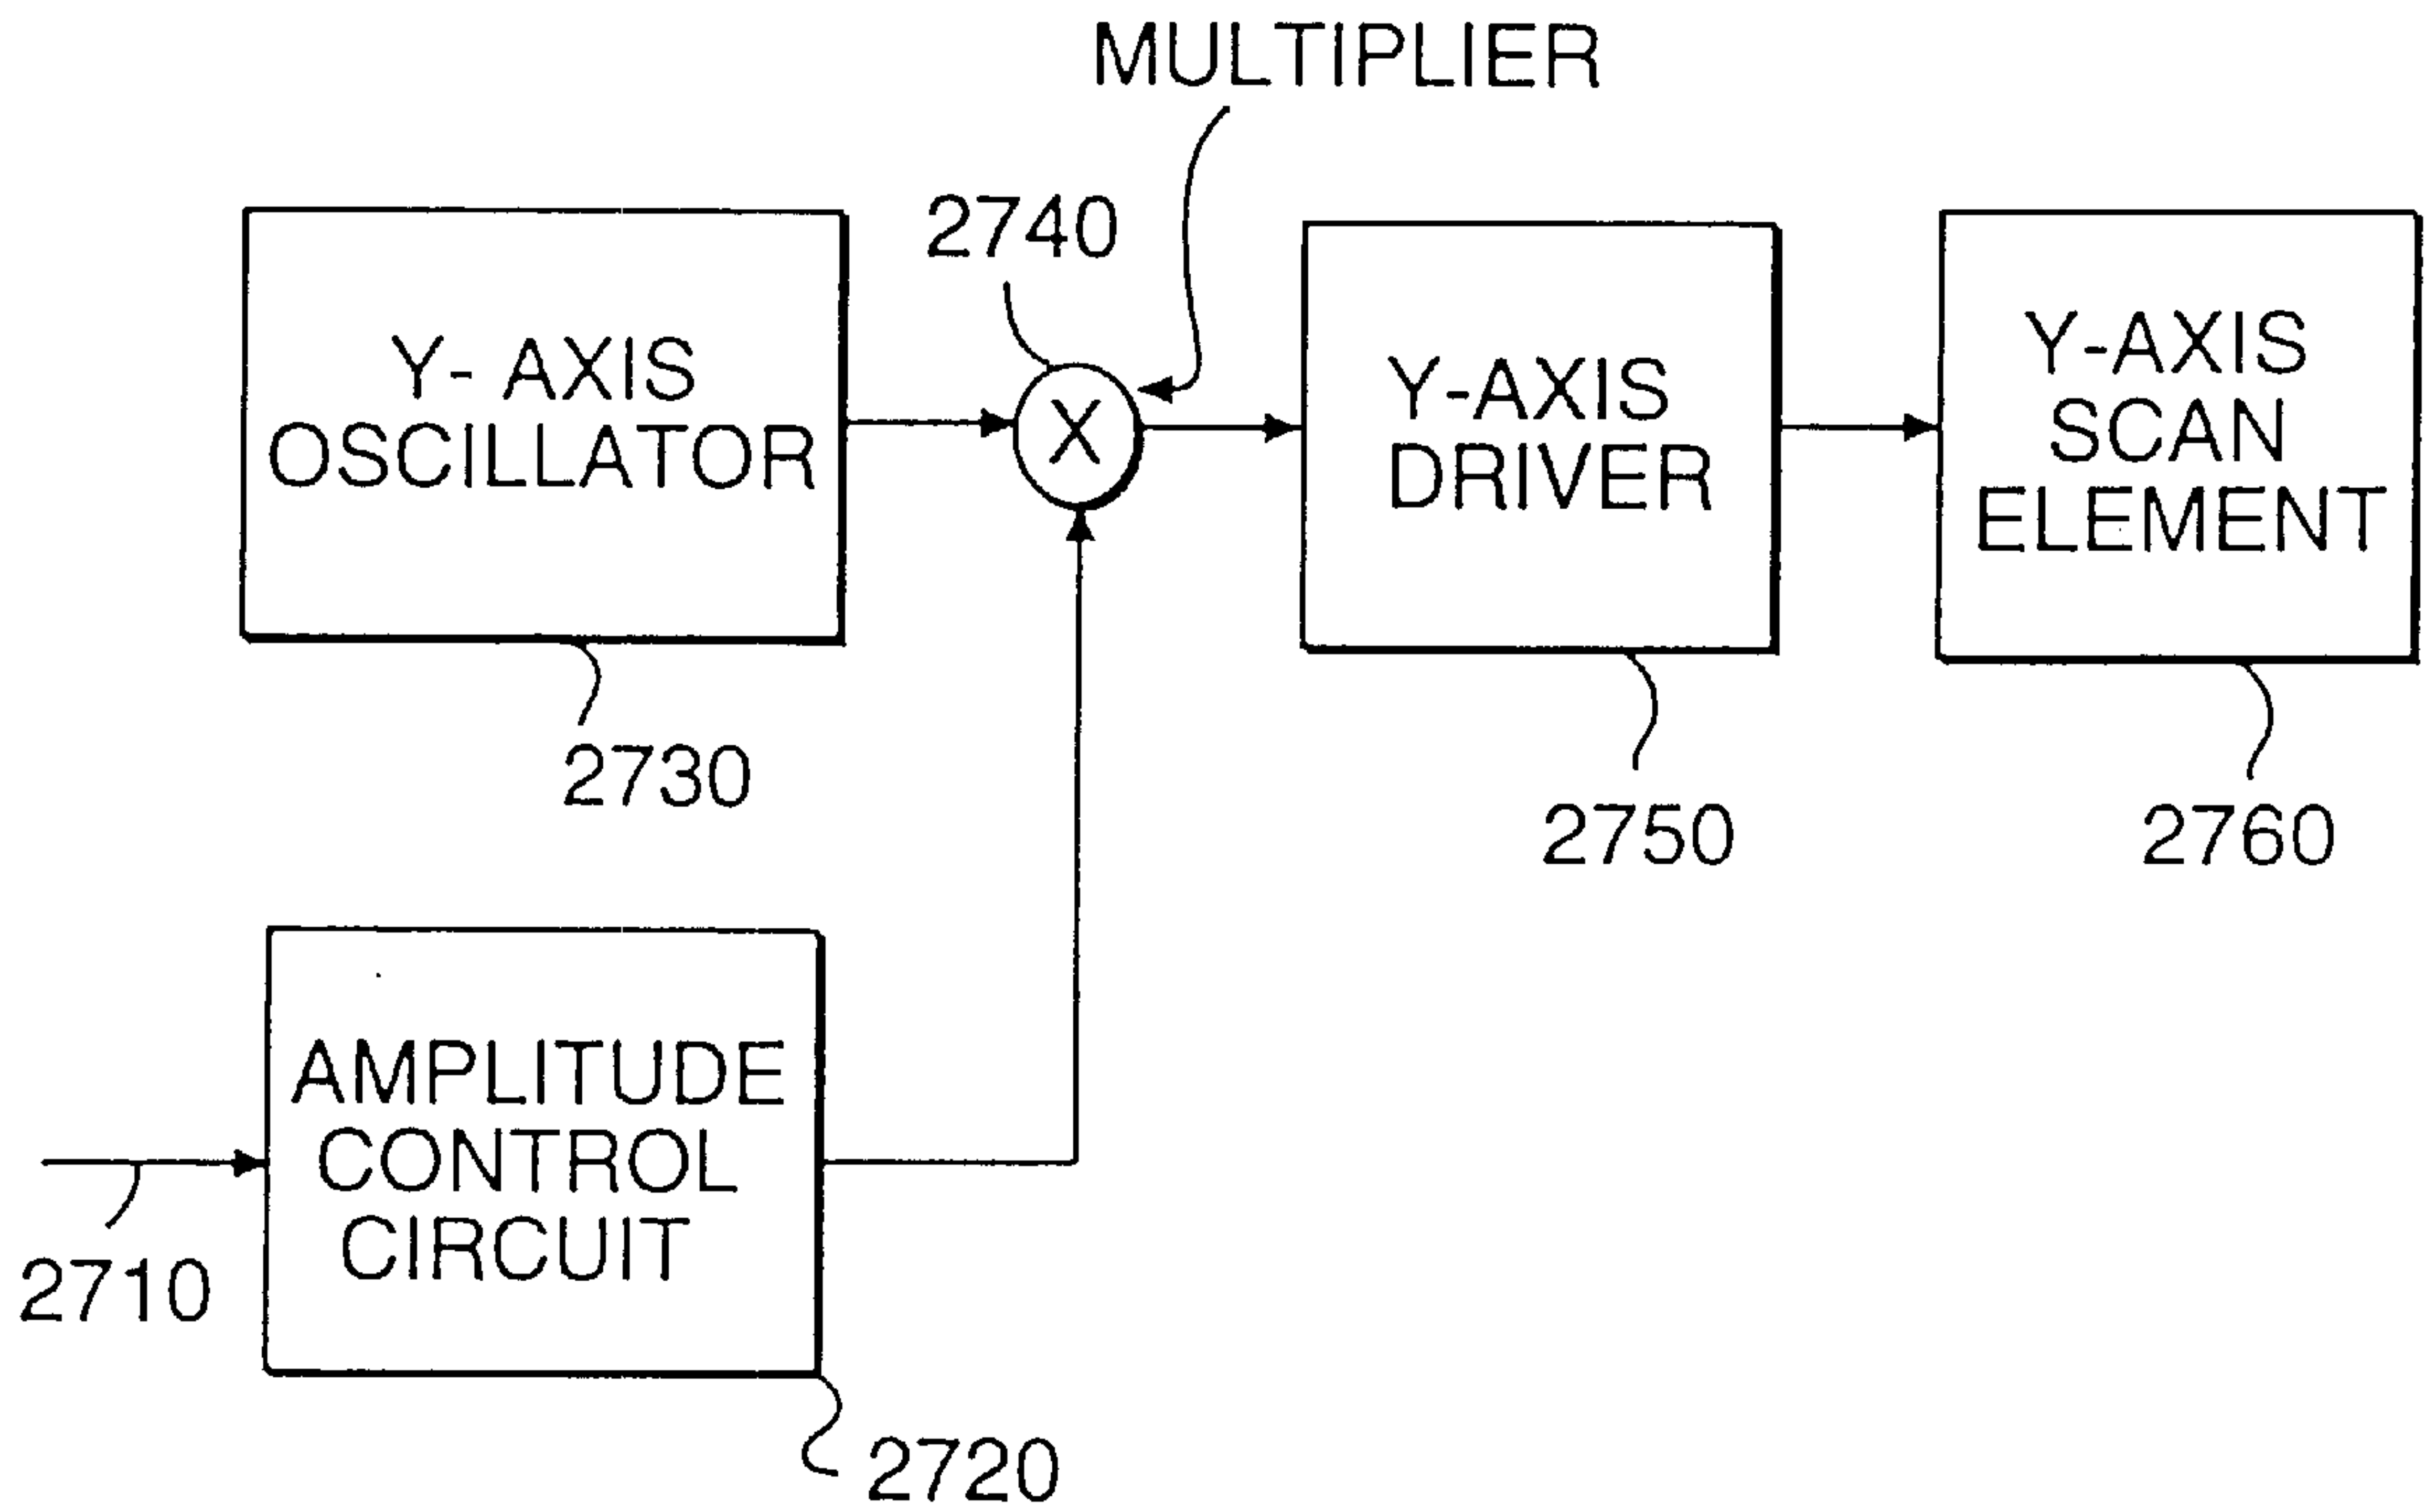 MULTIPLIER
2740
Y- AXIS
OSCILLATOR
X
Y-AXIS
DRIVER
Y-AXIS
SCAN
ELEMENT
2730
2750
2760
AMPLITUDE
CONTROL
CIRCUIT
2710
2720